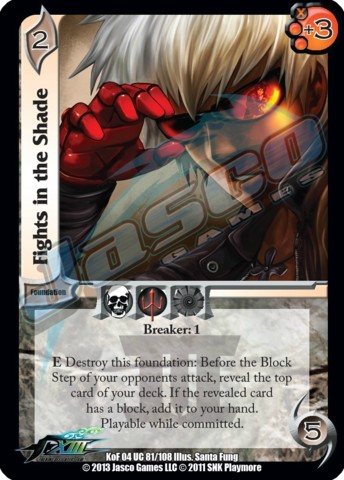 2
+3
Fights in the Shade
Jasco
GAMES
Foundation
Breaker: 1
E Destroy this foundation: Before the Block
Step of your opponents attack, reveal the top
card of your deck. If the revealed card
has a block, add it to your hand.
Playable while committed.
XIII
5
KoF 04 UC 81/108 Illus. Santa Fung
© 2013 Jasco Games LLC © 2011 SNK Playmore